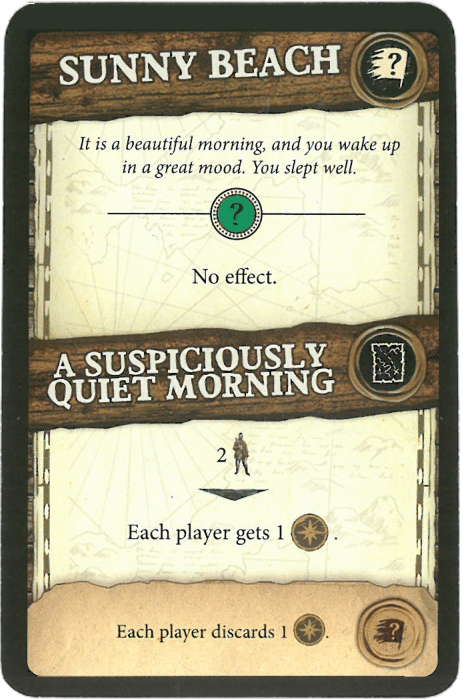 SUNNY BEACH
?
It is a beautiful morning, and you wake up
in a great mood. You slept well.
?
No effect.
A SUSPICIOUSLY
QUIET MORNING
2
Each player gets 1 .
Each player discards 1 .
?